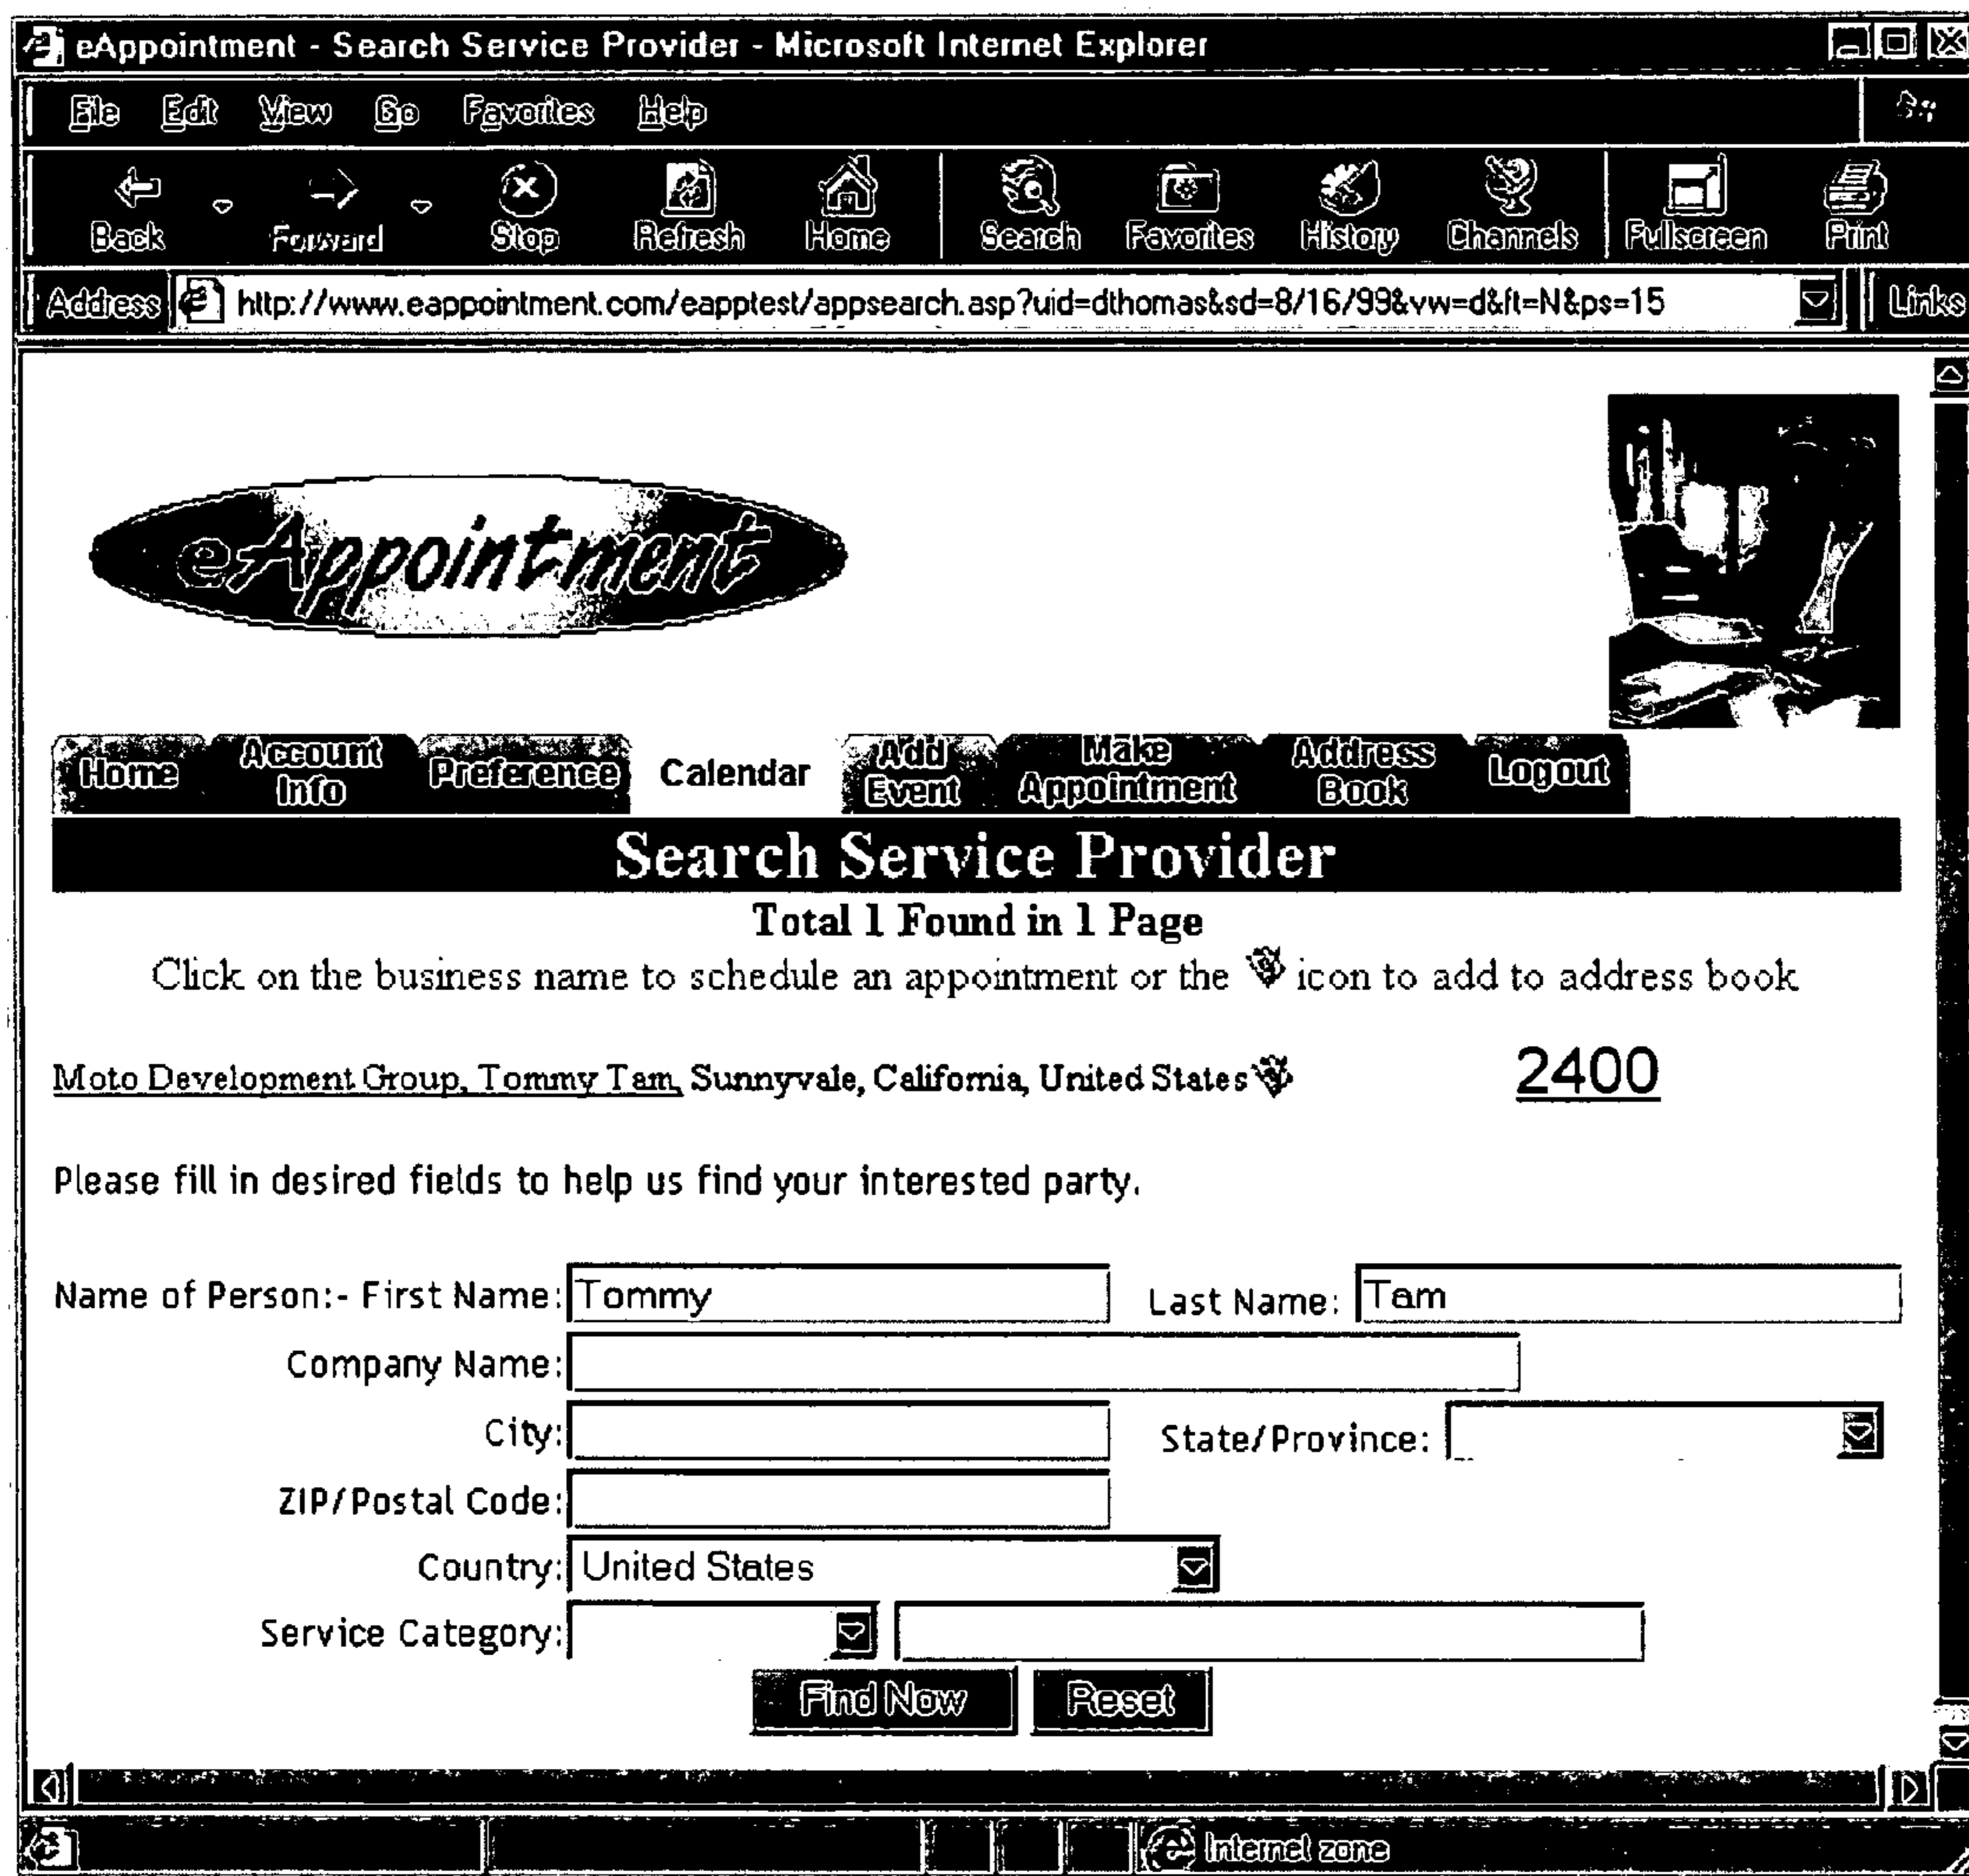 eAppointment - Search Service Provider - Microsoft Internet Explorer
File Edit View Go Favorites Help
Back Forward Stop Refresh Home Search Favorites History Channels Fullscreen Print
Address http://www.eappointment.com/eapptest/appsearch.asp?uid=dthomas&sd=8/16/99&vw=d&ft=N&ps=15 Links
eAppointment
Home Account Info Preference Calendar Add Event Make Appointment Address Book Logout
Search Service Provider
Total 1 Found in 1 Page
Click on the business name to schedule an appointment or the icon to add to address book
Moto Development Group, Tommy Tam, Sunnyvale, California, United States 2400
Please fill in desired fields to help us find your interested party.
Name of Person:- First Name: Tommy Last Name: Tam
Company Name:
City: State/Province:
ZIP/Postal Code:
Country: United States
Service Category:
Find Now Reset
Internet zone